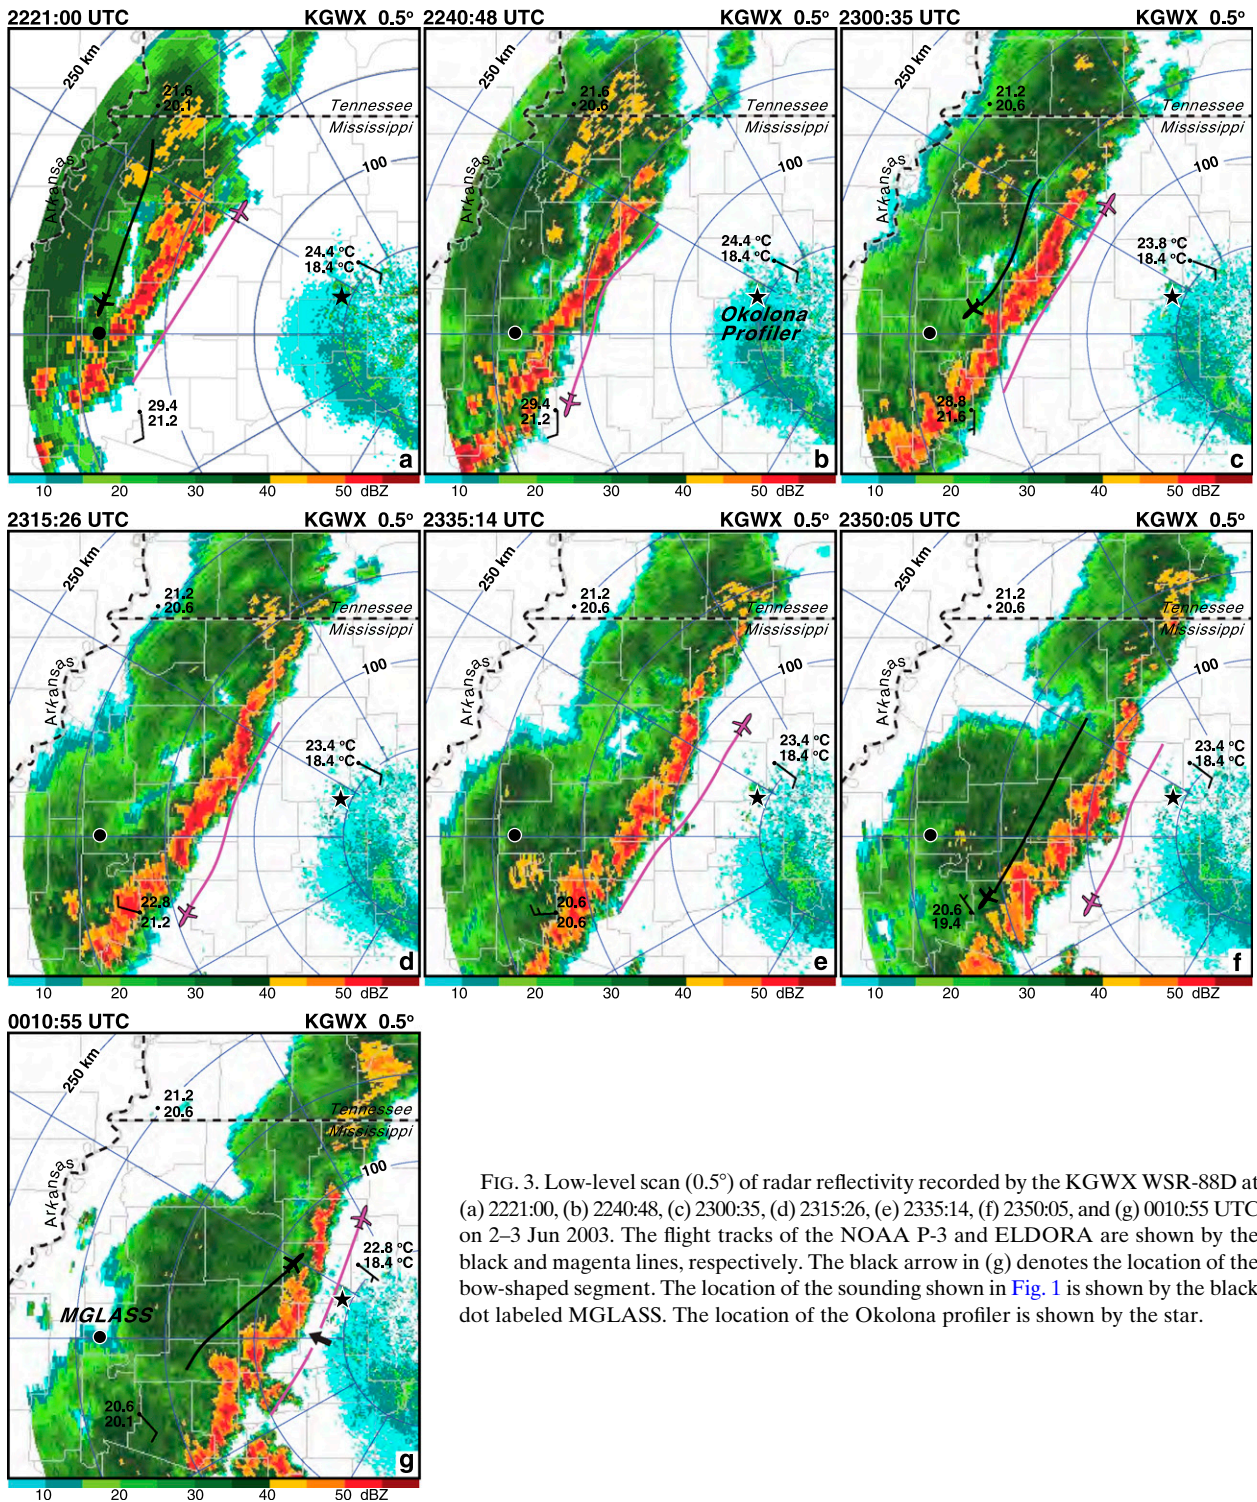 2221:00 UTC KGWX 0.5°
250 km
21.6
20.1
Tennessee
Mississippi
Arkansas
100
24.4 °C
18.4 °C
29.4
21.2
a
10 20 30 40 50 dBZ
2240:48 UTC KGWX 0.5°
250 km
21.6
20.6
Tennessee
Mississippi
Arkansas
100
24.4 °C
18.4 °C
Okolona
Profiler
29.4
21.2
b
10 20 30 40 50 dBZ
2300:35 UTC KGWX 0.5°
250 km
21.2
20.6
Tennessee
Mississippi
Arkansas
100
23.8 °C
18.4 °C
28.8
21.6
c
10 20 30 40 50 dBZ
2315:26 UTC KGWX 0.5°
250 km
21.2
20.6
Tennessee
Mississippi
Arkansas
100
23.4 °C
18.4 °C
22.8
21.2
d
10 20 30 40 50 dBZ
2335:14 UTC KGWX 0.5°
250 km
21.2
20.6
Tennessee
Mississippi
Arkansas
100
23.4 °C
18.4 °C
20.6
20.6
e
10 20 30 40 50 dBZ
2350:05 UTC KGWX 0.5°
250 km
21.2
20.6
Tennessee
Mississippi
Arkansas
100
23.4 °C
18.4 °C
20.6
19.4
f
10 20 30 40 50 dBZ
0010:55 UTC KGWX 0.5°
250 km
21.2
20.6
Tennessee
Mississippi
Arkansas
100
22.8 °C
18.4 °C
MGLASS
20.6
20.1
g
10 20 30 40 50 dBZ
FIG. 3. Low-level scan (0.5°) of radar reflectivity recorded by the KGWX WSR-88D at
(a) 2221:00, (b) 2240:48, (c) 2300:35, (d) 2315:26, (e) 2335:14, (f) 2350:05, and (g) 0010:55 UTC
on 2–3 Jun 2003. The flight tracks of the NOAA P-3 and ELDORA are shown by the
black and magenta lines, respectively. The black arrow in (g) denotes the location of the
bow-shaped segment. The location of the sounding shown in Fig. 1 is shown by the black
dot labeled MGLASS. The location of the Okolona profiler is shown by the star.